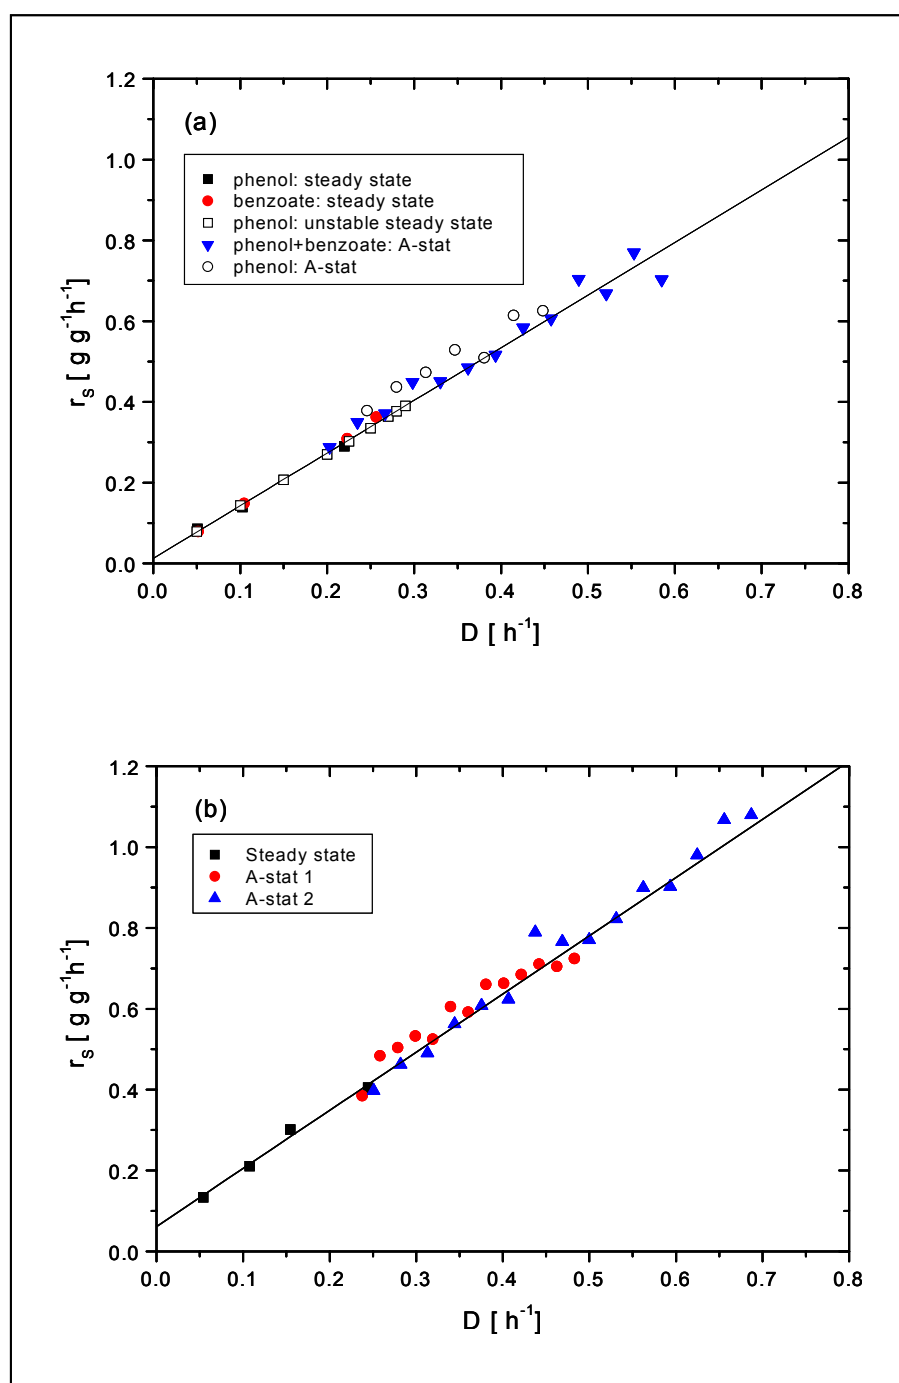 1.2
(a)
1.0
phenol: steady state
benzoate: steady state
phenol: unstable steady state
phenol+benzoate: A-stat
phenol: A-stat
0.8
0.6
0.4
0.2
0.0
r_s [ g g^-1h^-1]
0.0 0.1 0.2 0.3 0.4 0.5 0.6 0.7 0.8
D [ h^-1]
1.2
(b)
1.0
Steady state
A-stat 1
A-stat 2
0.8
0.6
0.4
0.2
0.0
r_s [ g g^-1h^-1]
0.0 0.1 0.2 0.3 0.4 0.5 0.6 0.7 0.8
D [ h^-1]